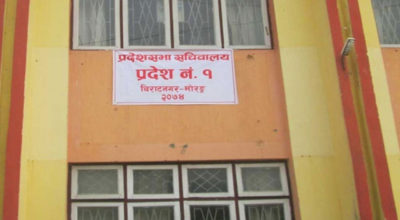 प्रदेशसभा सचिवालय
प्रदेश नं. १
बिराटनगर-मोरङ
२०७४